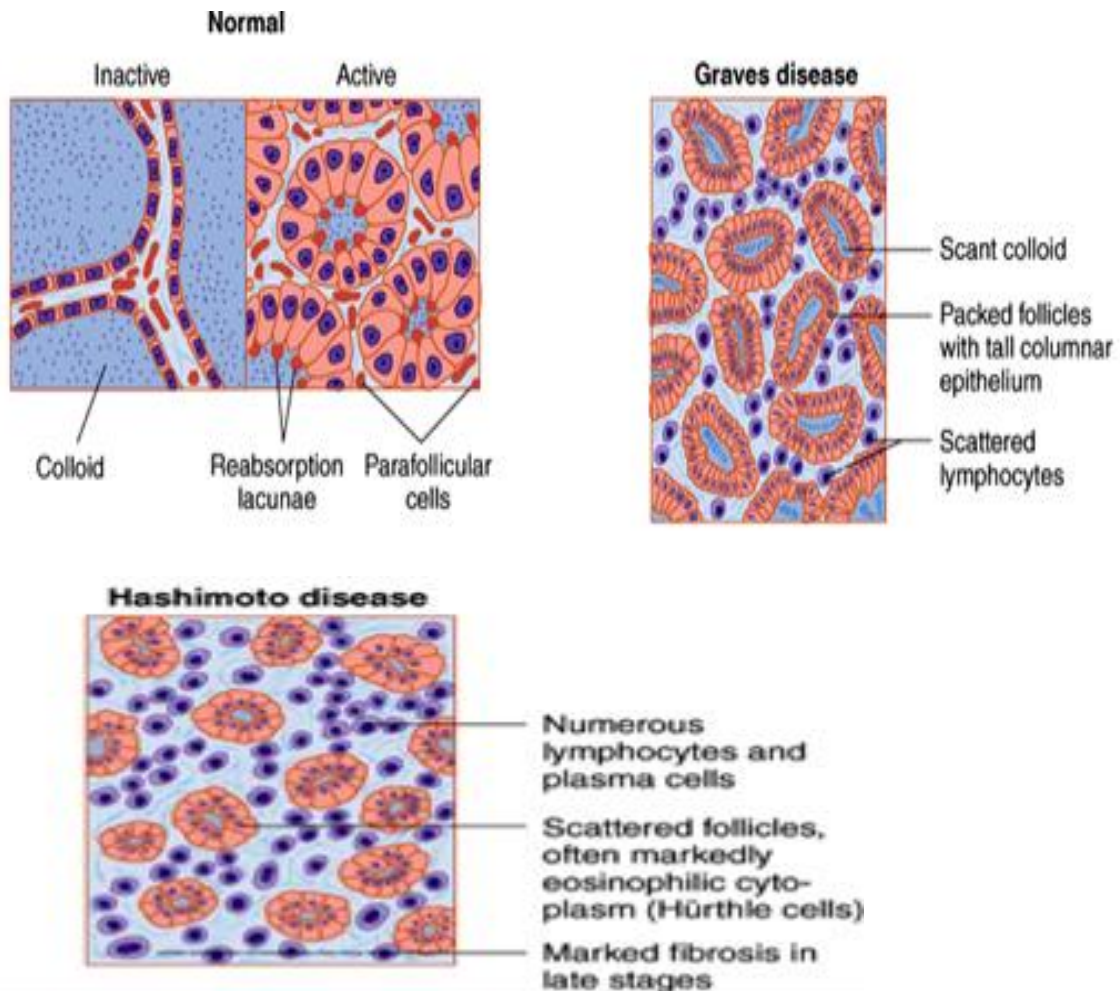 Normal
Inactive
Active
Graves disease
Scant colloid
Packed follicles
with tall columnar
epithelium
Scattered
lymphocytes
Colloid
Reabsorption
lacunae
Parafollicular
cells
Hashimoto disease
Numerous
lymphocytes and
plasma cells
Scattered follicles,
often markedly
eosinophilic cyto-
plasm (Hürthle cells)
Marked fibrosis in
late stages